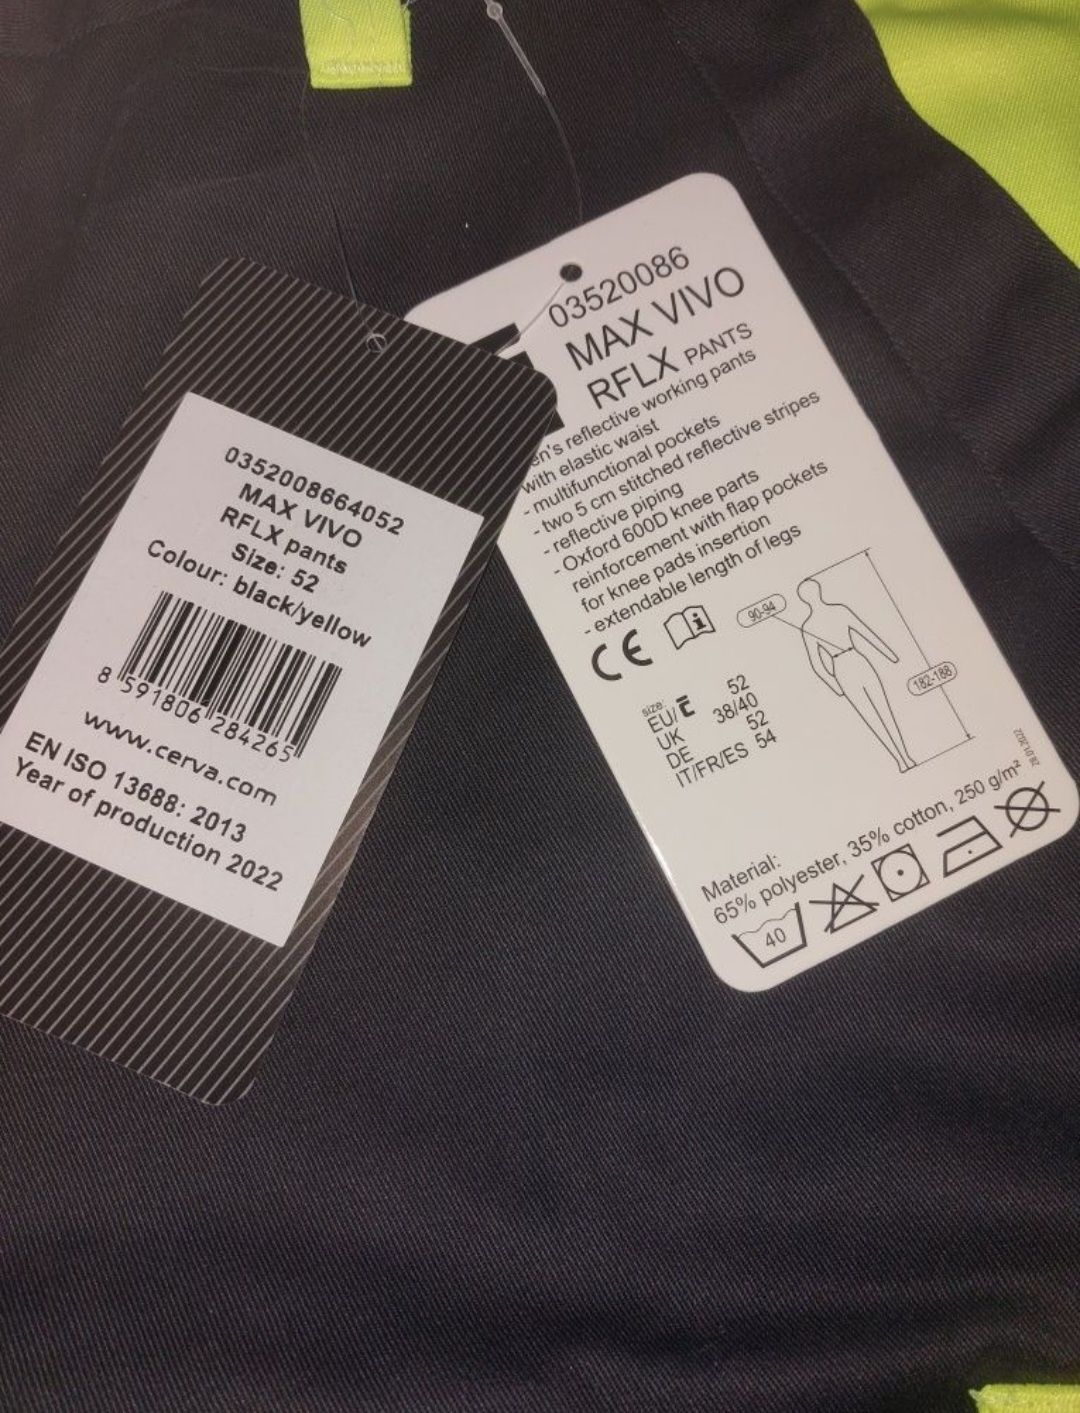 0352008664052
MAX VIVO
RFLX pants
Size: 52
Colour: black/yellow
8 591806 284265
www.cerva.com
EN ISO 13688: 2013
Year of production 2022
03520086
MAX VIVO
RFLX PANTS
en's reflective working pants
with elastic waist
- multifunctional pockets
- two 5 cm stitched reflective stripes
- reflective piping
- Oxford 600D knee parts
reinforcement with flap pockets
for knee pads insertion
- extendable length of legs
CE
90-94
182-188
size
EU/ 52
UK 38/40
DE 52
IT/FR/ES 54
Material:
65% polyester, 35% cotton, 250 g/m²
40